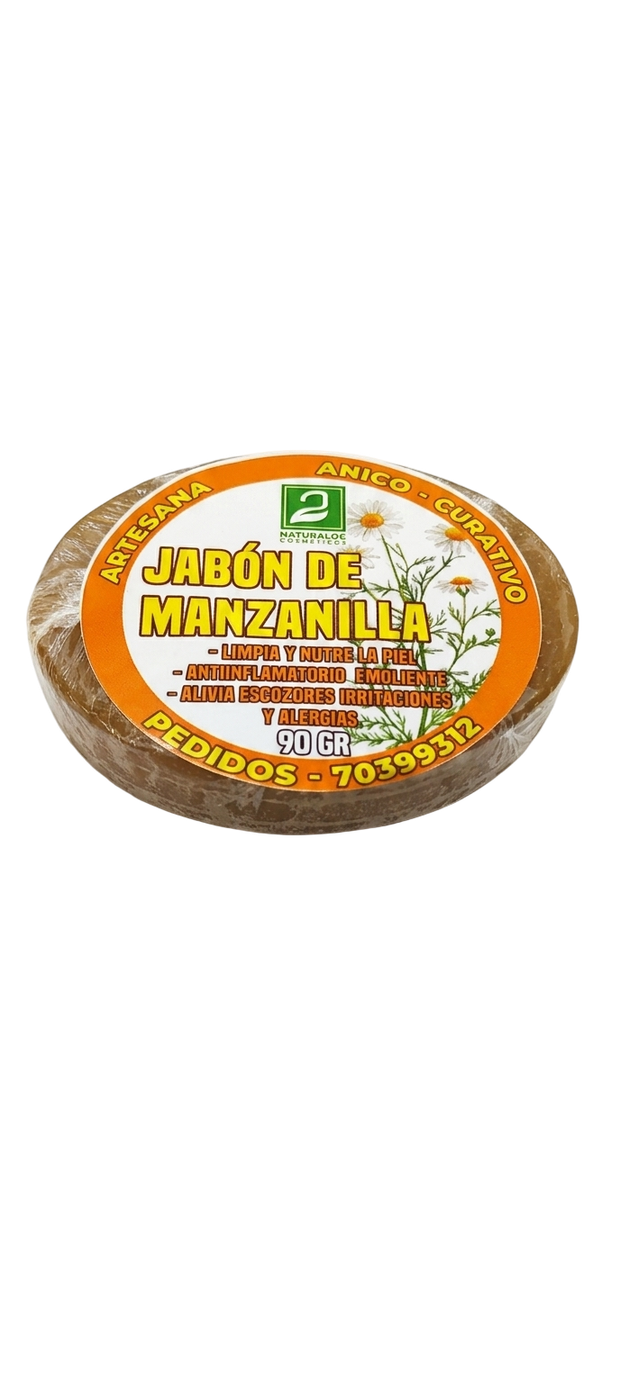 ARTESANA
ANICO - CURATIVO
NATURALOE
COSMETICOS
JABÓN DE
MANZANILLA
- LIMPIA Y NUTRE LA PIEL
- ANTIINFLAMATORIO EMOLIENTE
- ALIVIA ESCOZORES IRRITACIONES
Y ALERGIAS
90 GR
PEDIDOS - 70399312